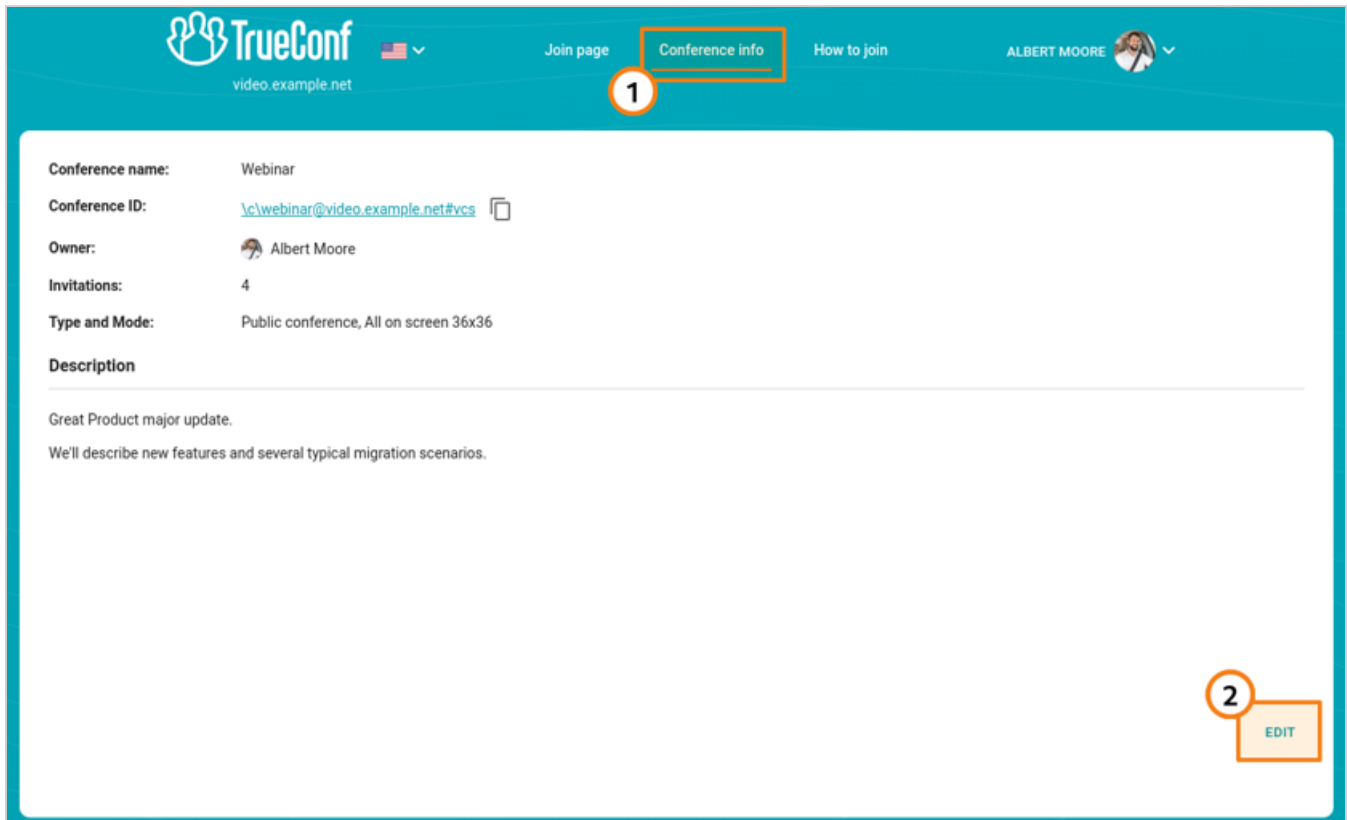 TrueConf
video.example.net
Join page
Conference info
How to join
ALBERT MOORE
1
Conference name: Webinar
Conference ID: \c\webinar@video.example.net#vcs
Owner: Albert Moore
Invitations: 4
Type and Mode: Public conference, All on screen 36x36
Description
Great Product major update.
We'll describe new features and several typical migration scenarios.
2
EDIT